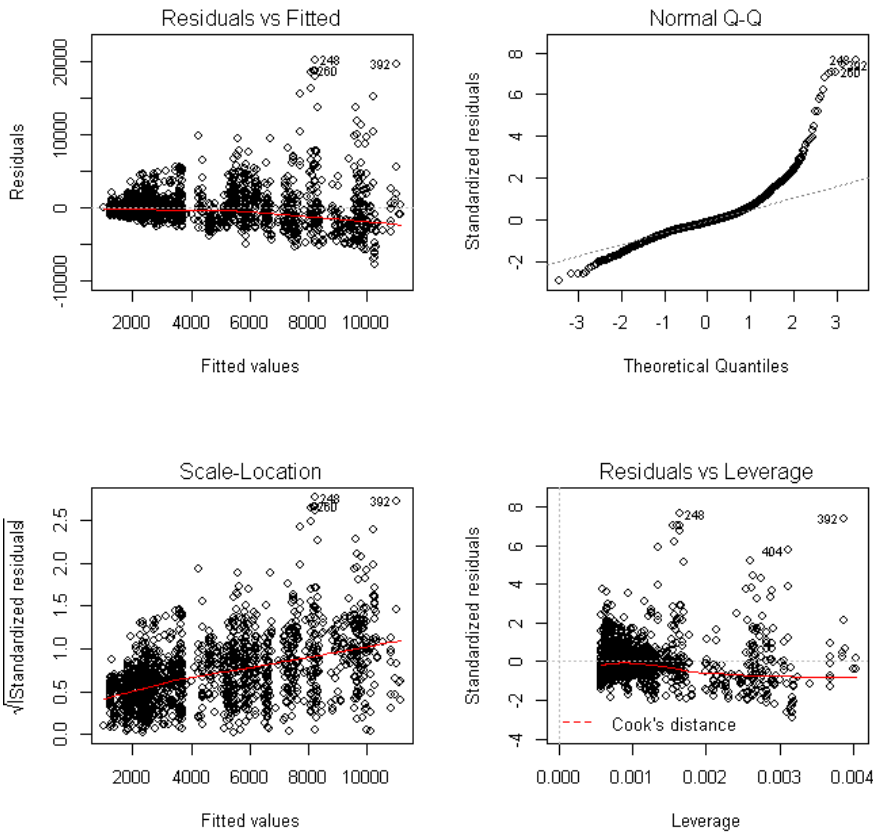 Residuals vs Fitted
Residuals
-10000 0 10000 20000
248
260
392
2000 4000 6000 8000 10000
Fitted values
Normal Q-Q
Standardized residuals
-2 0 2 4 6 8
248
392
260
-3 -2 -1 0 1 2 3
Theoretical Quantiles
Scale-Location
√|Standardized residuals|
0.0 0.5 1.0 1.5 2.0 2.5
248
260
392
2000 4000 6000 8000 10000
Fitted values
Residuals vs Leverage
Standardized residuals
-4 -2 0 2 4 6 8
248
392
404
Cook's distance
0.000 0.001 0.002 0.003 0.004
Leverage